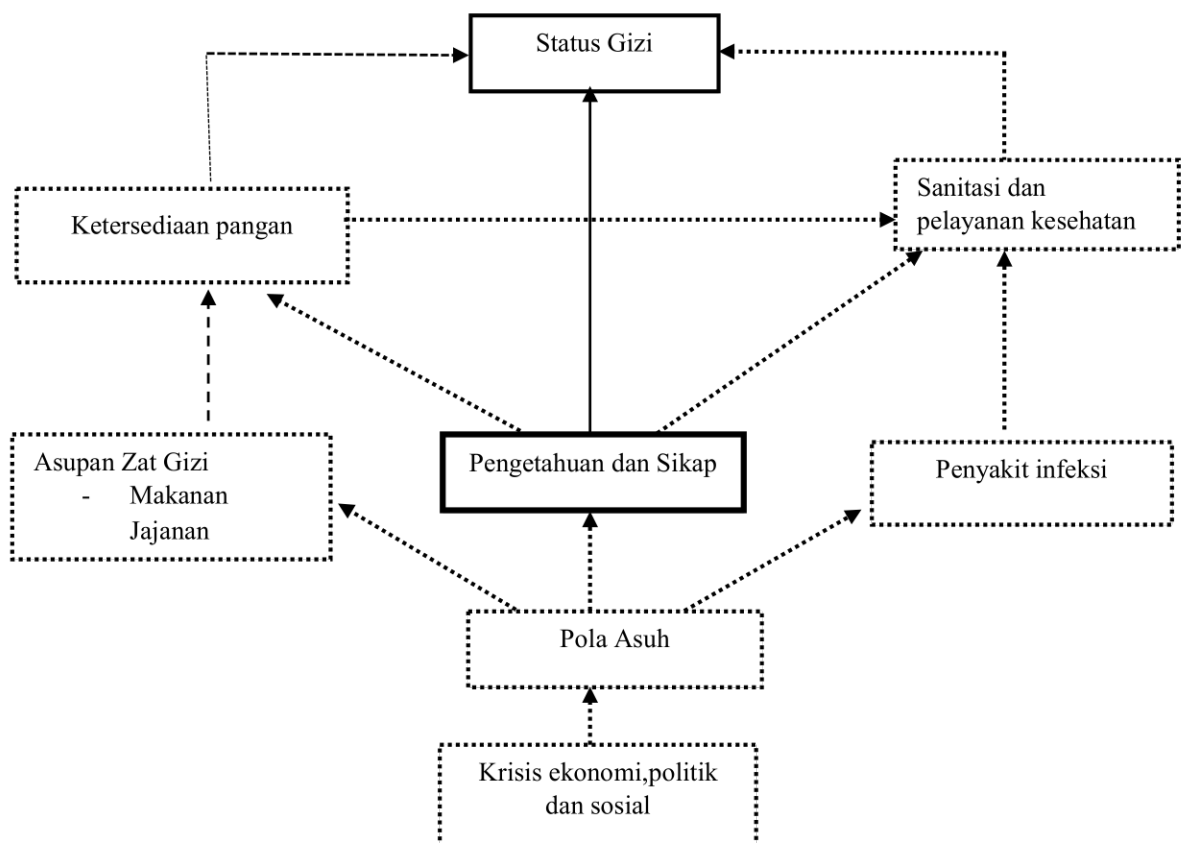 Status Gizi
Ketersediaan pangan
Sanitasi dan
pelayanan kesehatan
Asupan Zat Gizi
- Makanan
Jajanan
Pengetahuan dan Sikap
Penyakit infeksi
Pola Asuh
Krisis ekonomi,politik
dan sosial